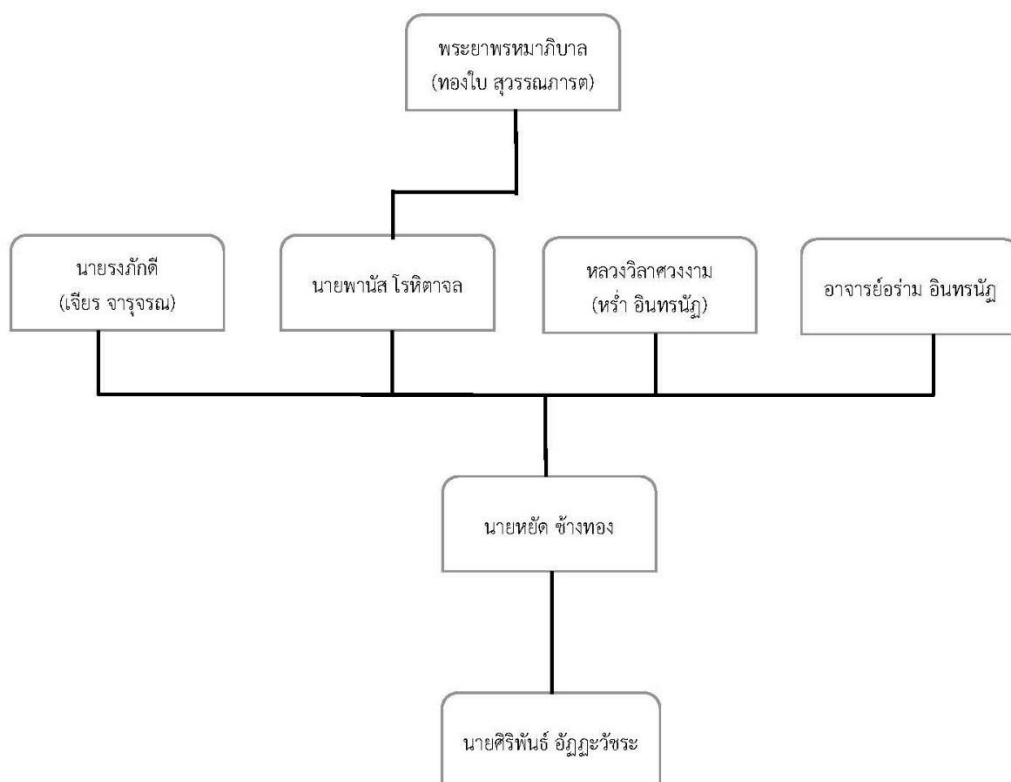 พระยาพรหมาภิบาล
(ทองใบ สุวรรณภารต)
นายรงภักดี
(เจียร จารุจรณ)
นายพานัส โรหิตาจล
หลวงวิลาศวงงาม
(หร่ำ อินทรนัฏ)
อาจารย์อร่าม อินทรนัฏ
นายหยัด ช้างทอง
นายศิริพันธ์ อัฏฏะวัชระ